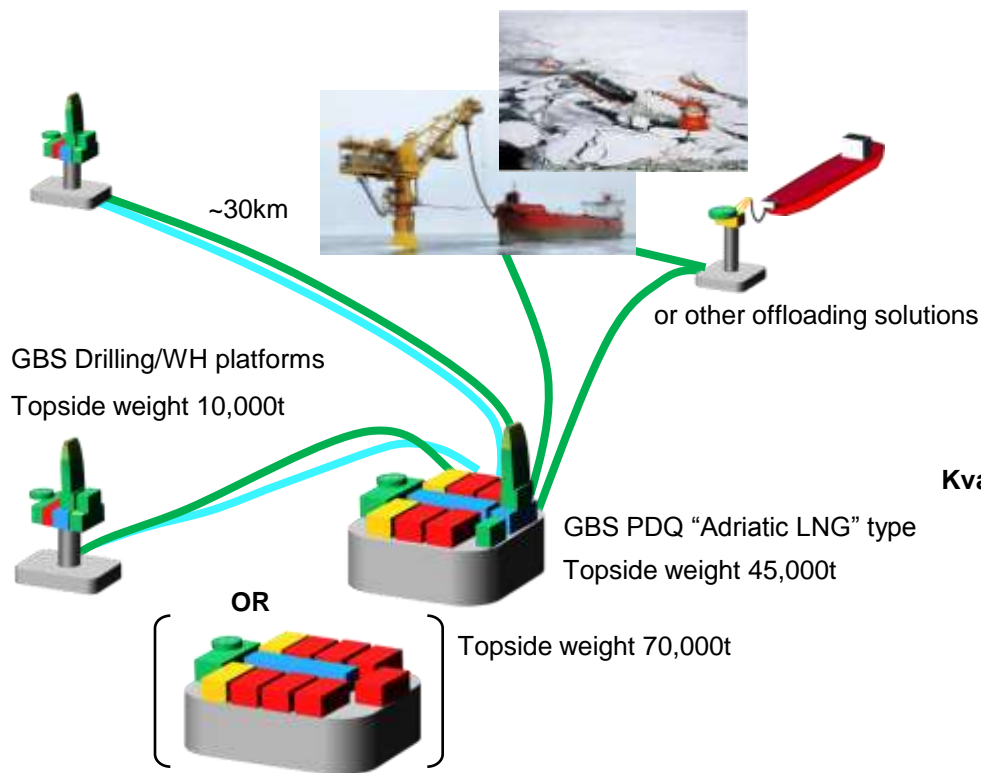 ~30km
or other offloading solutions
GBS Drilling/WH platforms
Topside weight 10,000t
Kva
GBS PDQ “Adriatic LNG” type
Topside weight 45,000t
OR
Topside weight 70,000t